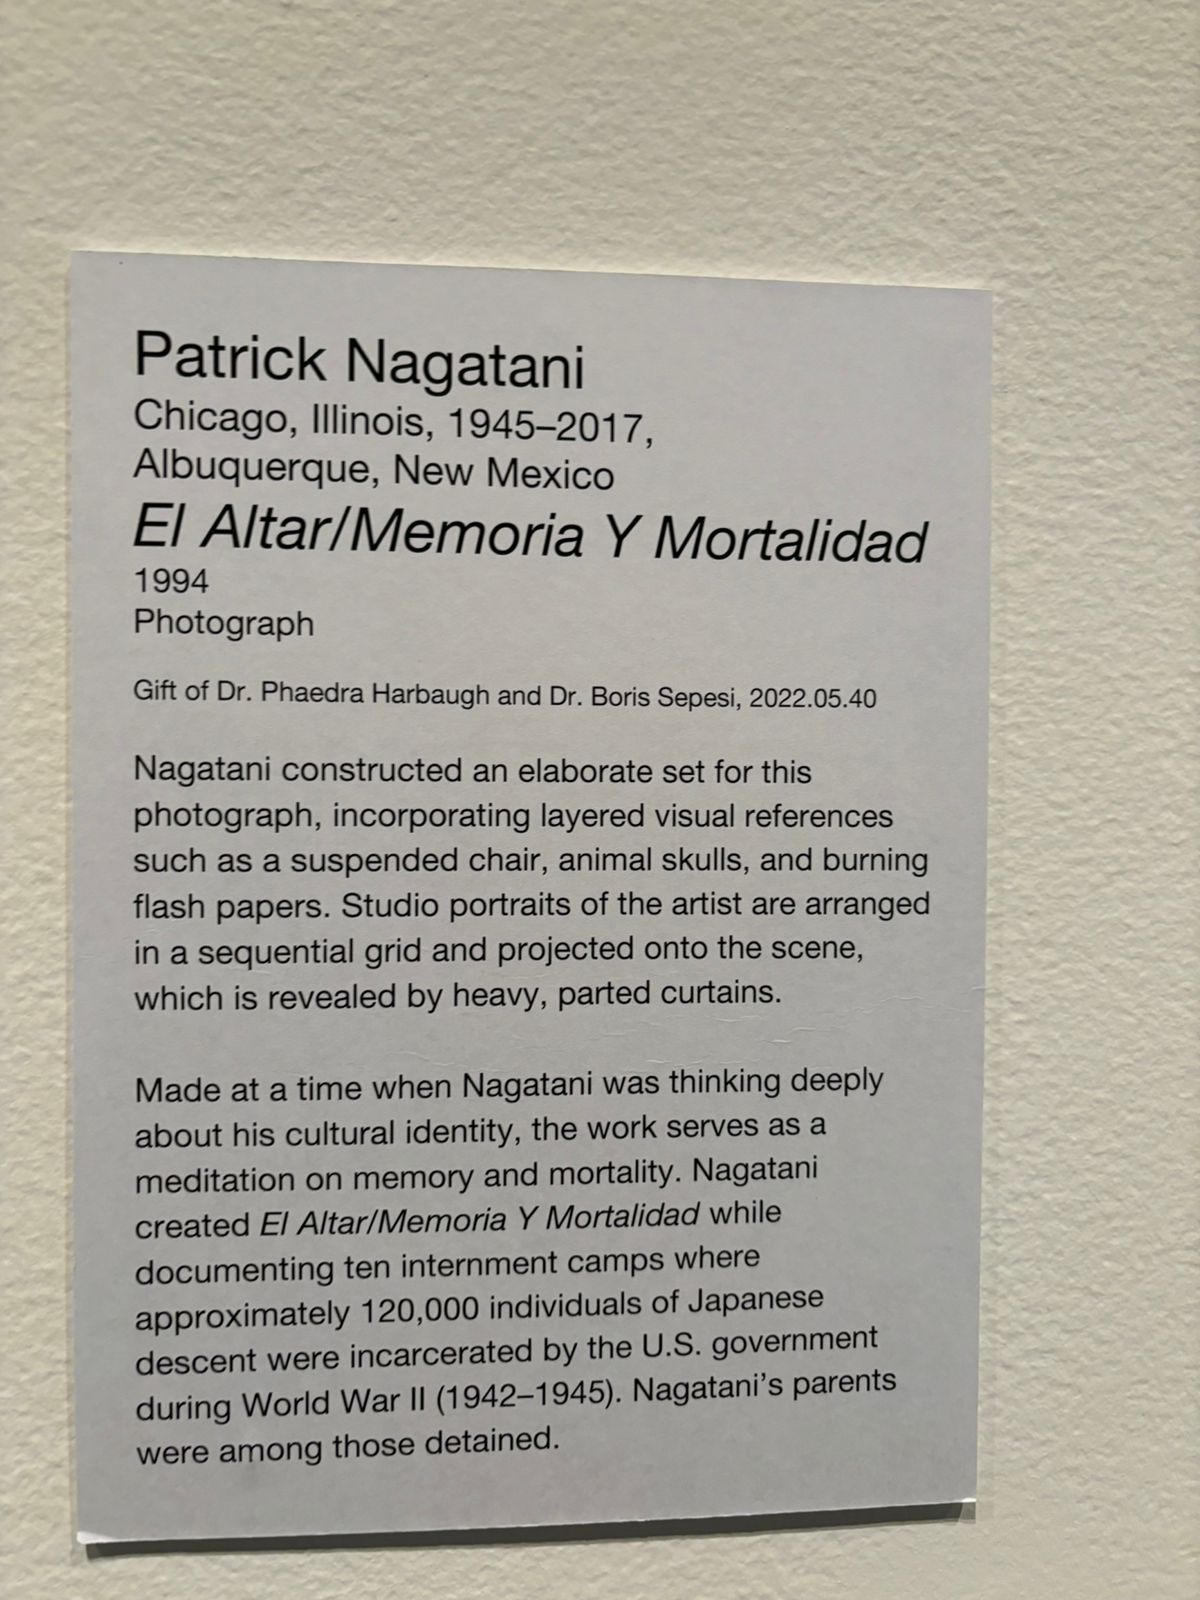 Patrick Nagatani
Chicago, Illinois, 1945–2017,
Albuquerque, New Mexico
El Altar/Memoria Y Mortalidad
1994
Photograph
Gift of Dr. Phaedra Harbaugh and Dr. Boris Sepesi, 2022.05.40
Nagatani constructed an elaborate set for this
photograph, incorporating layered visual references
such as a suspended chair, animal skulls, and burning
flash papers. Studio portraits of the artist are arranged
in a sequential grid and projected onto the scene,
which is revealed by heavy, parted curtains.
Made at a time when Nagatani was thinking deeply
about his cultural identity, the work serves as a
meditation on memory and mortality. Nagatani
created El Altar/Memoria Y Mortalidad while
documenting ten internment camps where
approximately 120,000 individuals of Japanese
descent were incarcerated by the U.S. government
during World War II (1942–1945). Nagatani’s parents
were among those detained.